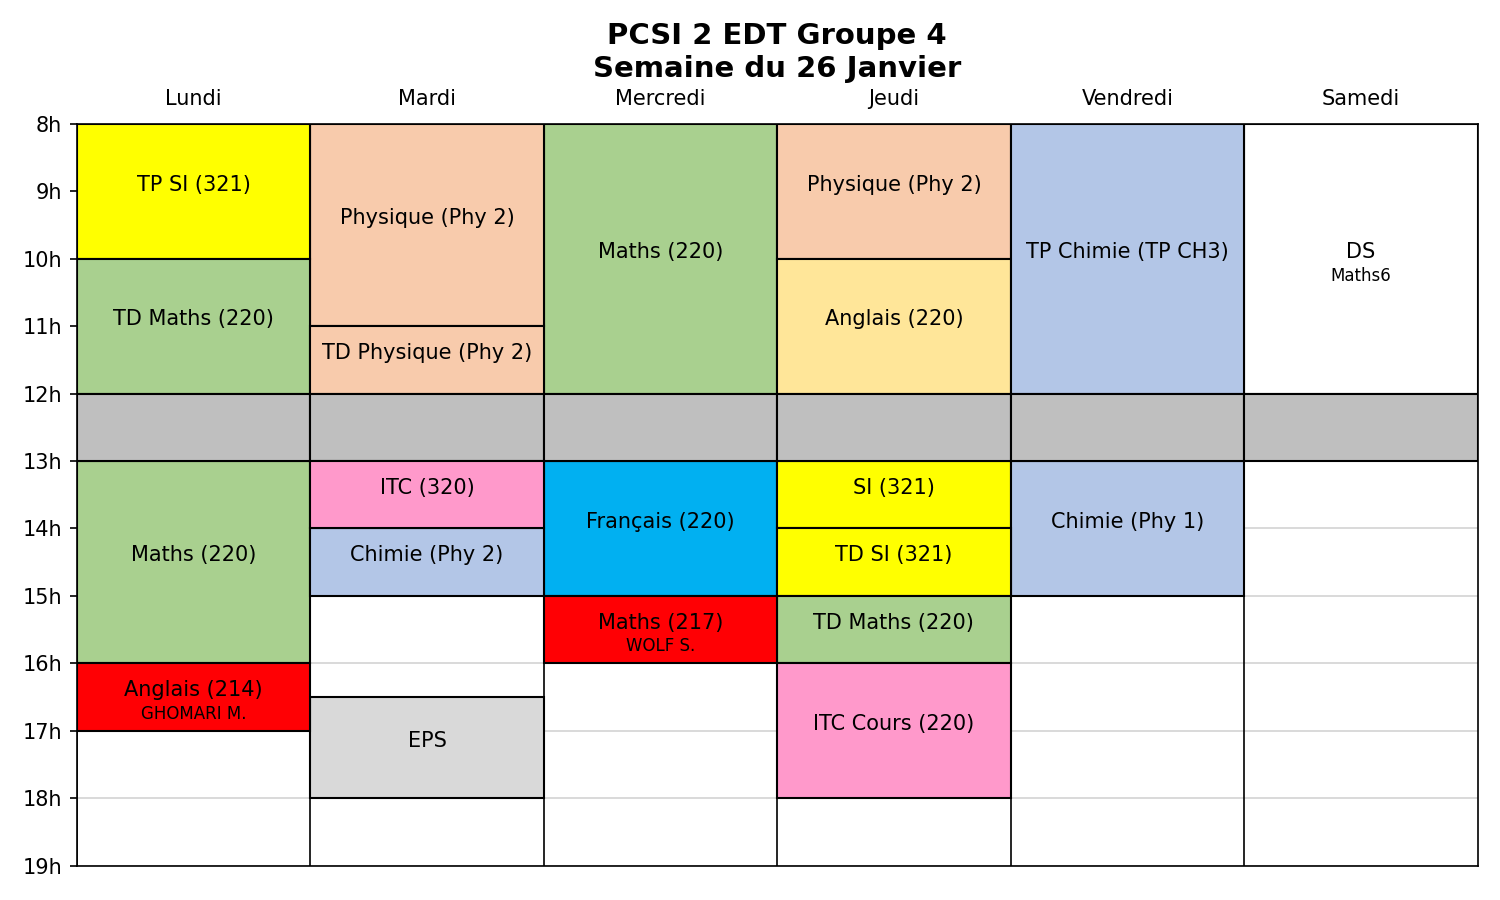 PCSI 2 EDT Groupe 4
Semaine du 26 Janvier
Lundi
Mardi
Mercredi
Jeudi
Vendredi
Samedi
8h
9h
10h
11h
12h
13h
14h
15h
16h
17h
18h
19h
TP SI (321)
TD Maths (220)
Maths (220)
Anglais (214)
GHOMARI M.
Physique (Phy 2)
TD Physique (Phy 2)
ITC (320)
Chimie (Phy 2)
EPS
Maths (220)
Français (220)
Maths (217)
WOLF S.
Physique (Phy 2)
Anglais (220)
SI (321)
TD SI (321)
TD Maths (220)
ITC Cours (220)
TP Chimie (TP CH3)
Chimie (Phy 1)
DS
Maths6